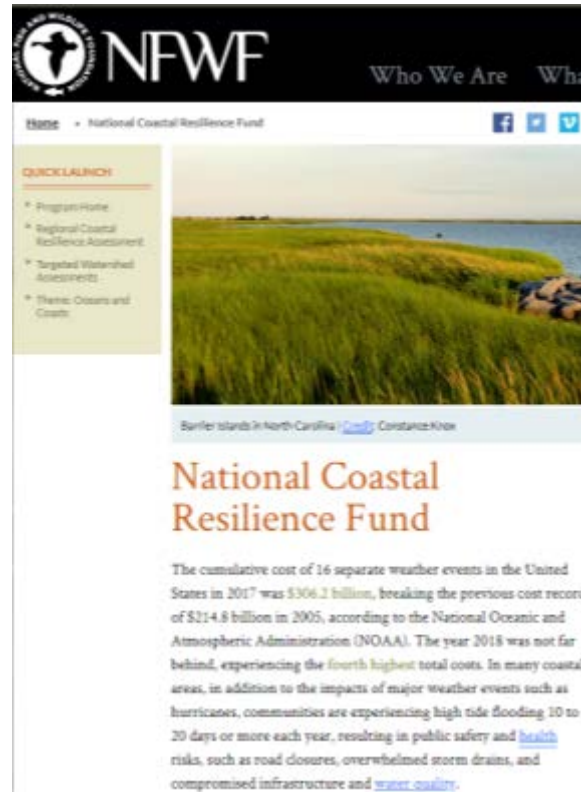 NATIONAL FISH AND WILDLIFE FOUNDATION
NFWF
Who We Are Wha
Home • National Coastal Resilience Fund
QUICK LAUNCH
Program Home
Regional Coastal
Resilience Assessment
Targeted Watershed
Assessments
Theme: Oceans and
Coasts
Barrier Islands in North Carolina | Credit: Constance Knox
National Coastal
Resilience Fund
The cumulative cost of 16 separate weather events in the United
States in 2017 was $306.2 billion, breaking the previous cost record
of $214.8 billion in 2005, according to the National Oceanic and
Atmospheric Administration (NOAA). The year 2018 was not far
behind, experiencing the fourth highest total costs. In many coastal
areas, in addition to the impacts of major weather events such as
hurricanes, communities are experiencing high tide flooding 10 to
20 days or more each year, resulting in public safety and health
risks, such as road closures, overwhelmed storm drains, and
compromised infrastructure and water quality.